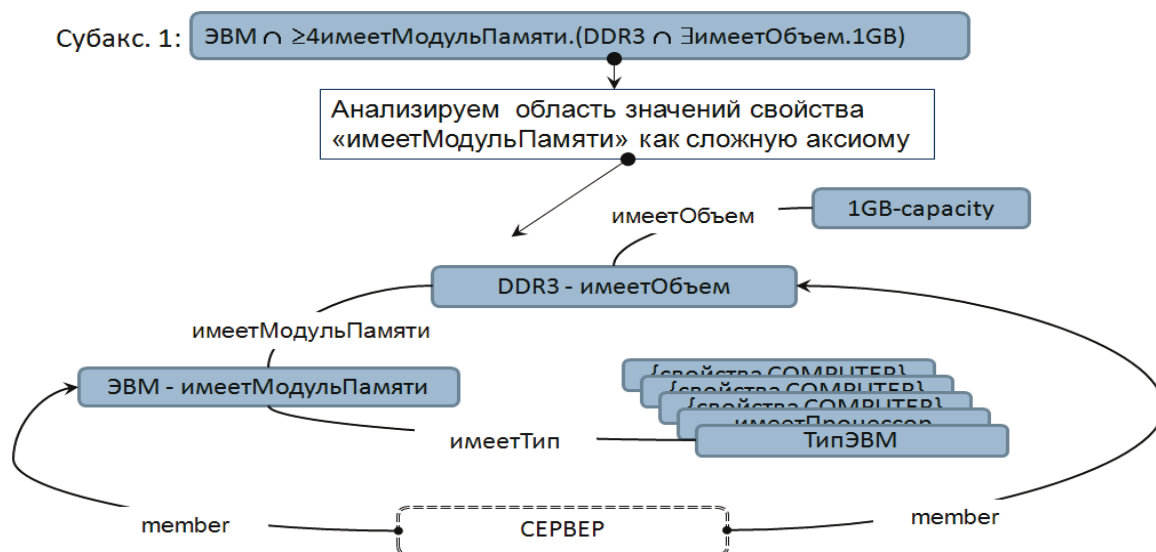 Субакс. 1: ЭВМ ∩ ≥4имеетМодульПамяти.(DDR3 ∩ ∃имеетОбъем.1GB)
Анализируем область значений свойства
«имеетМодульПамяти» как сложную аксиому
имеетОбъем
1GB-capacity
DDR3 - имеетОбъем
имеетМодульПамяти
ЭВМ - имеетМодульПамяти
{свойства COMPUTER}
{свойства COMPUTER}
{свойства COMPUTER}
имеетПроцессор
ТипЭВМ
имеетТип
member
СЕРВЕР
member